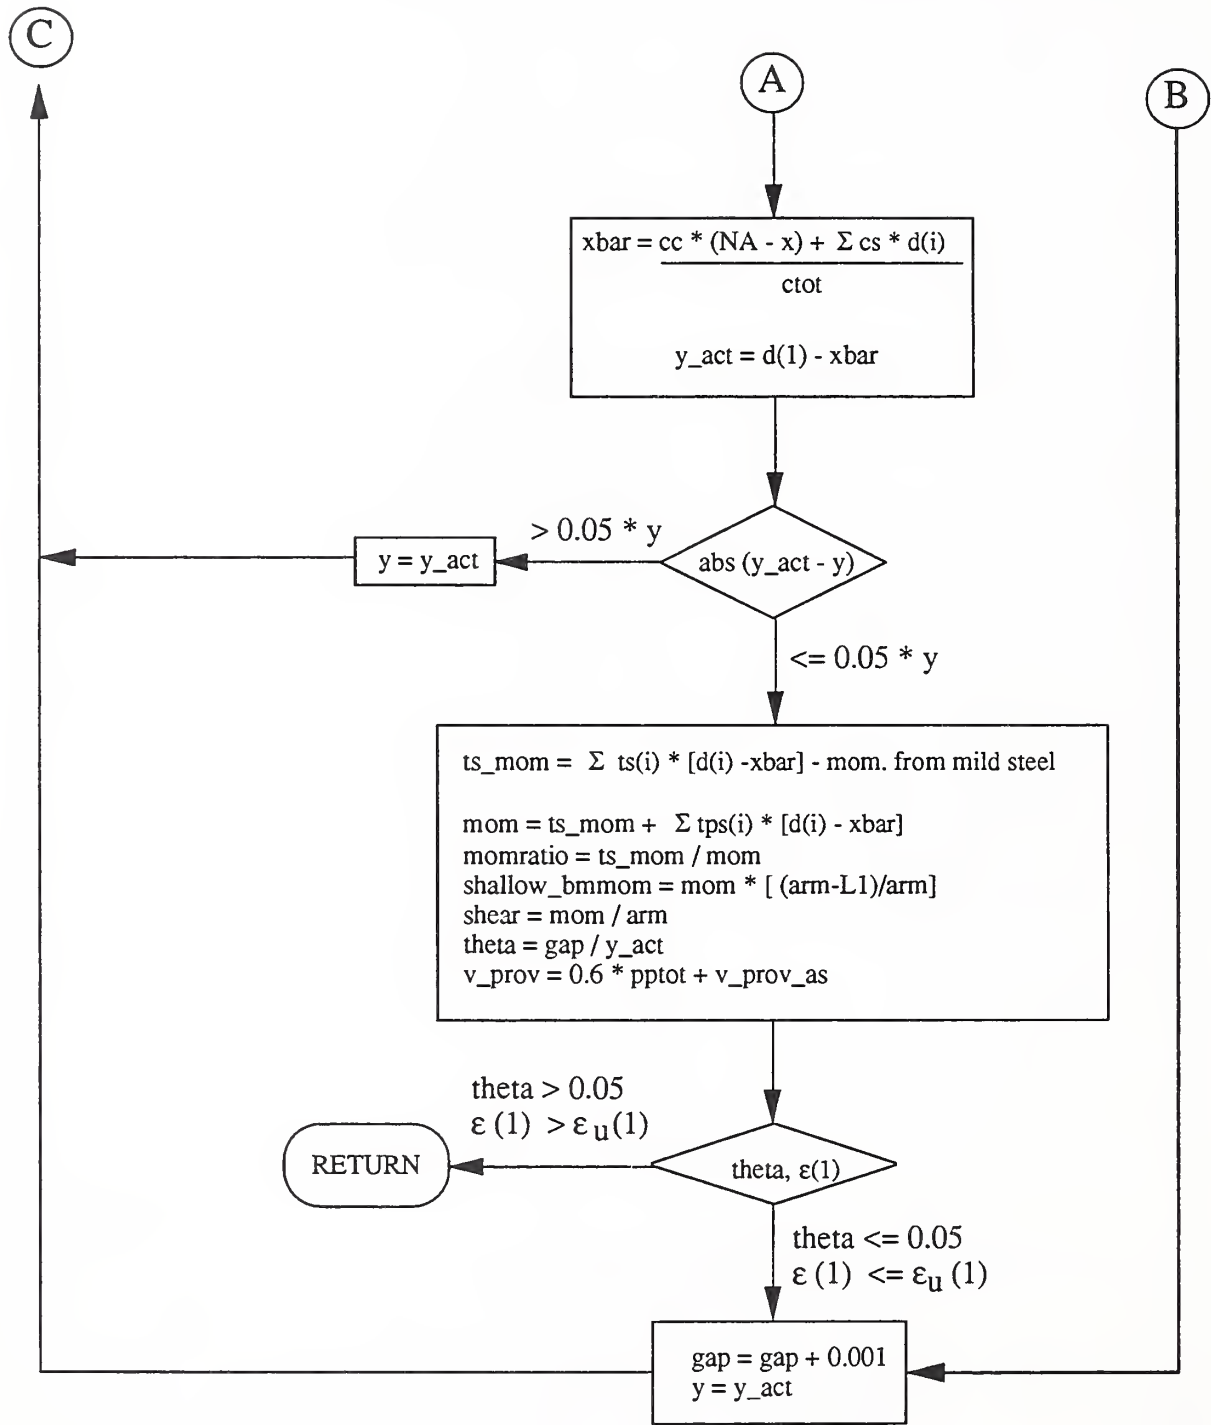 C
A
B
xbar = cc * (NA - x) + Σ cs * d(i)
ctot
y_act = d(1) - xbar
> 0.05 * y
y = y_act
abs (y_act - y)
<= 0.05 * y
ts_mom = Σ ts(i) * [d(i) -xbar] - mom. from mild steel
mom = ts_mom + Σ tps(i) * [d(i) - xbar]
momratio = ts_mom / mom
shallow_bmmom = mom * [ (arm-L1)/arm]
shear = mom / arm
theta = gap / y_act
v_prov = 0.6 * pptot + v_prov_as
theta > 0.05
ε (1) > εu(1)
RETURN
theta, ε(1)
theta <= 0.05
ε (1) <= εu (1)
gap = gap + 0.001
y = y_act